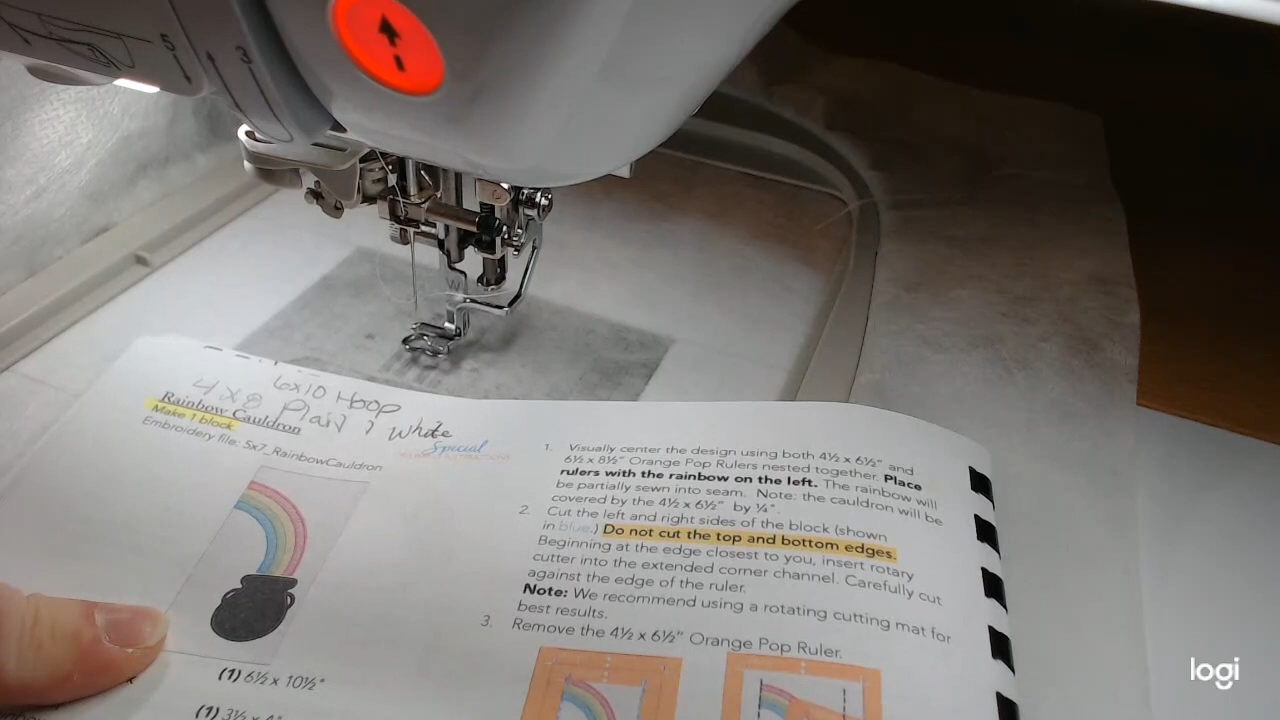 5
3
W
6x10 Hoop
4 x 8 Plain White
Rainbow Cauldron
Make 1 block
Embroidery file: 5x7_RainbowCauldron
Special
(1) 6½ x 10½"
(1) 3½ x 4"
1. Visually center the design using both 4½ x 6½" and
6½ x 8½" Orange Pop Rulers nested together. Place
rulers with the rainbow on the left. The rainbow will
be partially sewn into seam. Note: the cauldron will be
covered by the 4½ x 6½" by ¼".
2. Cut the left and right sides of the block (shown
in blue.) Do not cut the top and bottom edges.
Beginning at the edge closest to you, insert rotary
cutter into the extended corner channel. Carefully cut
against the edge of the ruler.
Note: We recommend using a rotating cutting mat for
best results.
3. Remove the 4½ x 6½" Orange Pop Ruler.
logi